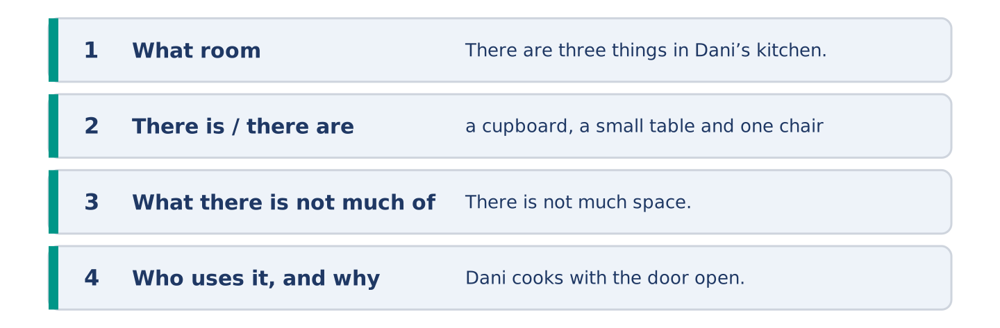 1 What room There are three things in Dani’s kitchen.
2 There is / there are a cupboard, a small table and one chair
3 What there is not much of There is not much space.
4 Who uses it, and why Dani cooks with the door open.